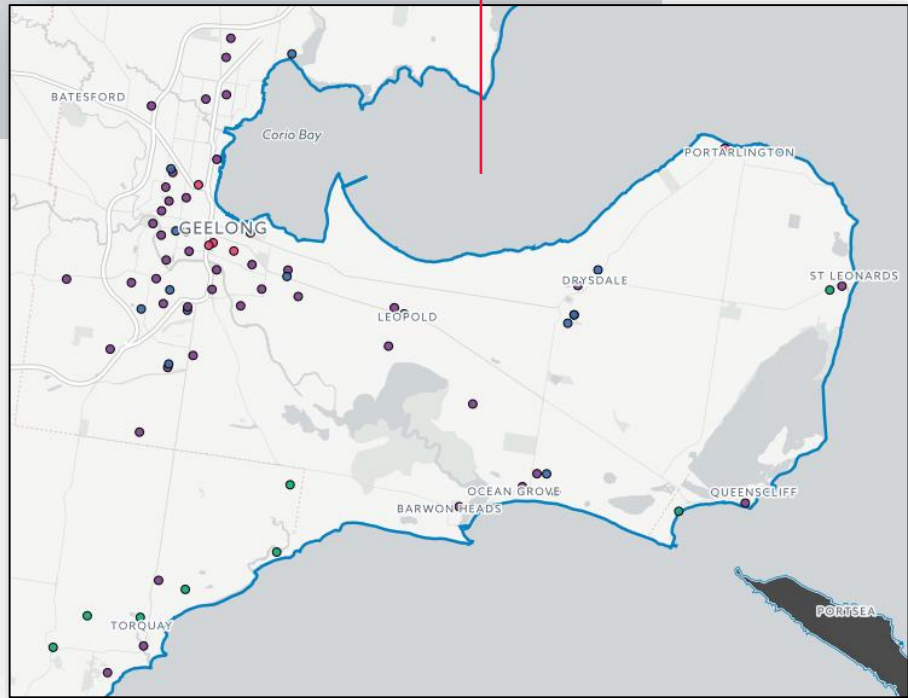 BATESFORD
Corio Bay
PORTARLINGTON
GEELONG
DRYSDALE
ST LEONARDS
LEOPOLD
OCEAN GROVE
QUEENSCLIFF
BARWON HEADS
PORTSEA
TORQUAY